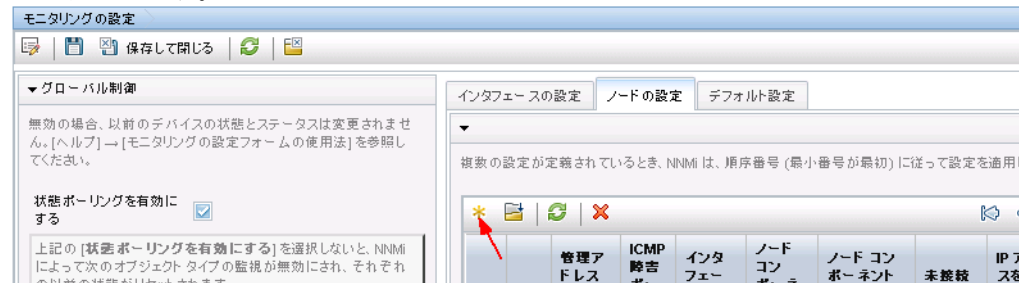 モニタリングの設定
保存して閉じる
グローバル制御
無効の場合、以前のデバイスの状態とステータスは変更されませ
ん。[ヘルプ]→[モニタリングの設定フォームの使用法]を参照し
てください。
状態ポーリングを有効に
する
上記の[状態ポーリングを有効にする]を選択しないと、NNMi
によって次のオブジェクト タイプの監視が無効にされ、それぞれ
インタフェースの設定
ノードの設定
デフォルト設定
複数の設定が定義されているとき、NNMi は、順序番号 (最小番号が最初) に従って設定を適用
管理ア
ドレス
ICMP
障害
インタ
フェー
ノード
コン
ノード コン
ポーネント
未接続